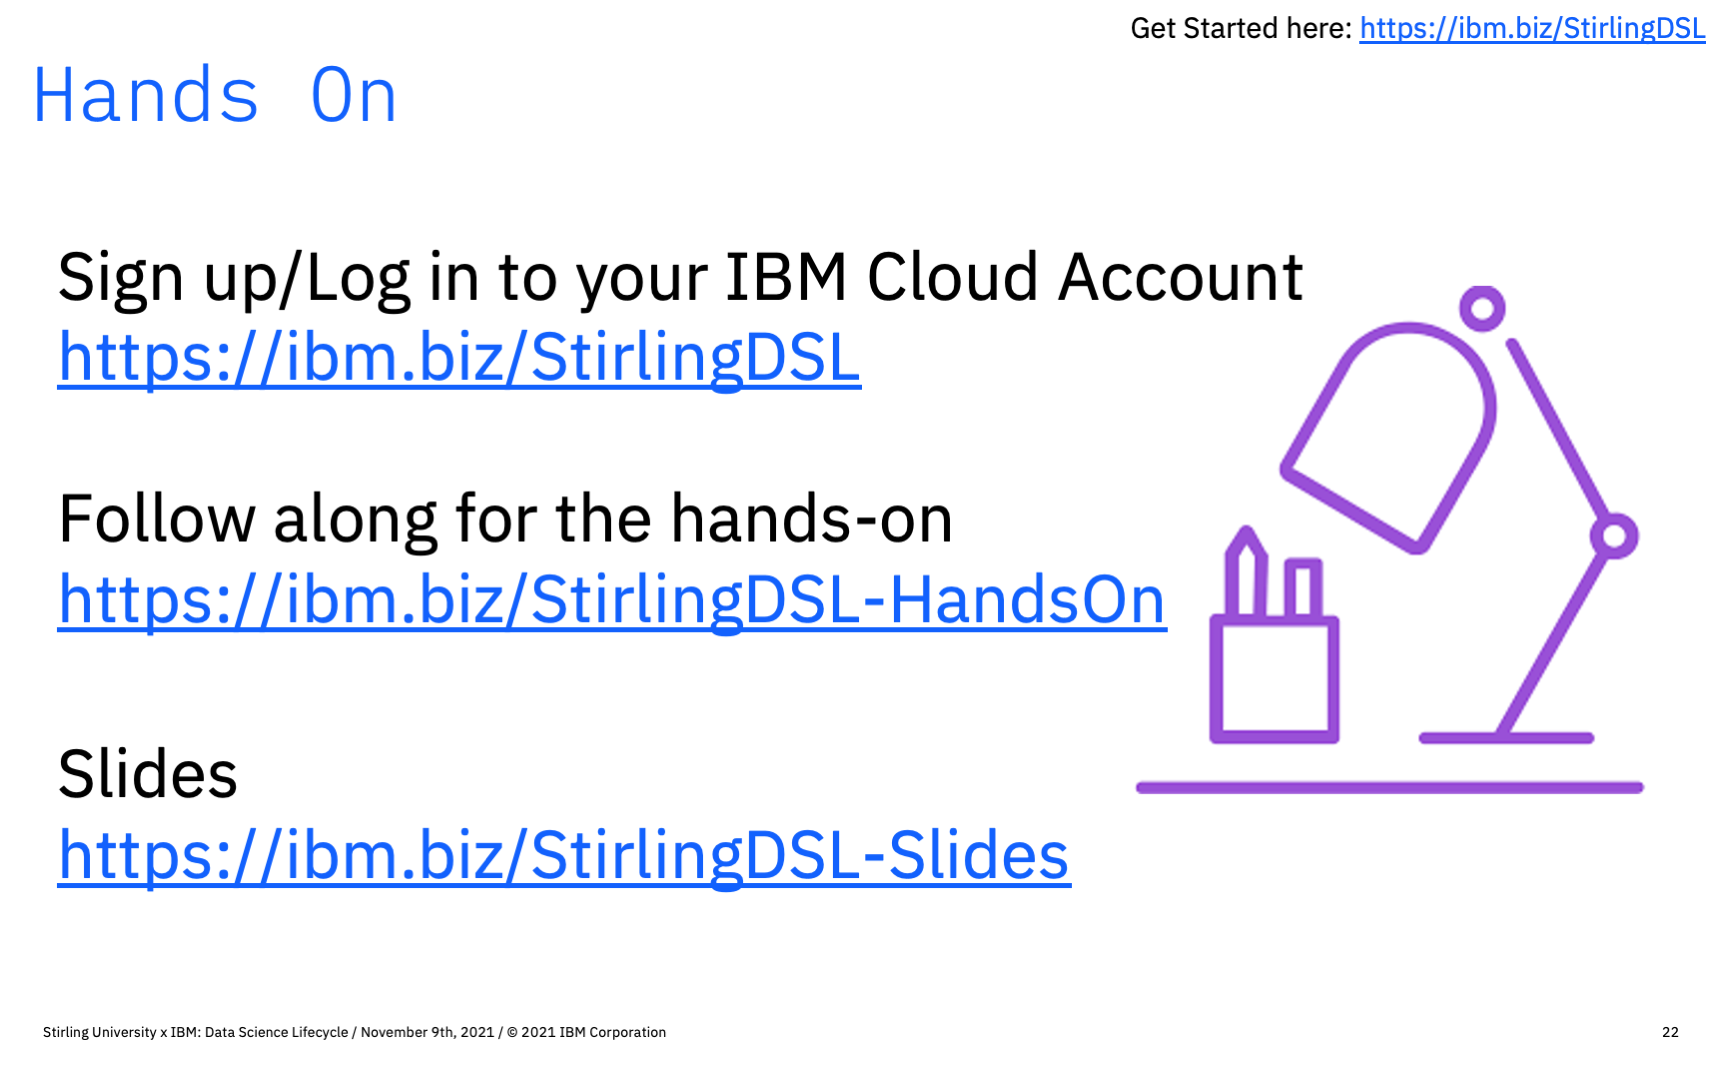 Get Started here: https://ibm.biz/StirlingDSL
Hands On
Sign up/Log in to your IBM Cloud Account
https://ibm.biz/StirlingDSL
Follow along for the hands-on
https://ibm.biz/StirlingDSL-HandsOn
Slides
https://ibm.biz/StirlingDSL-Slides
Stirling University x IBM: Data Science Lifecycle / November 9th, 2021 / © 2021 IBM Corporation
22